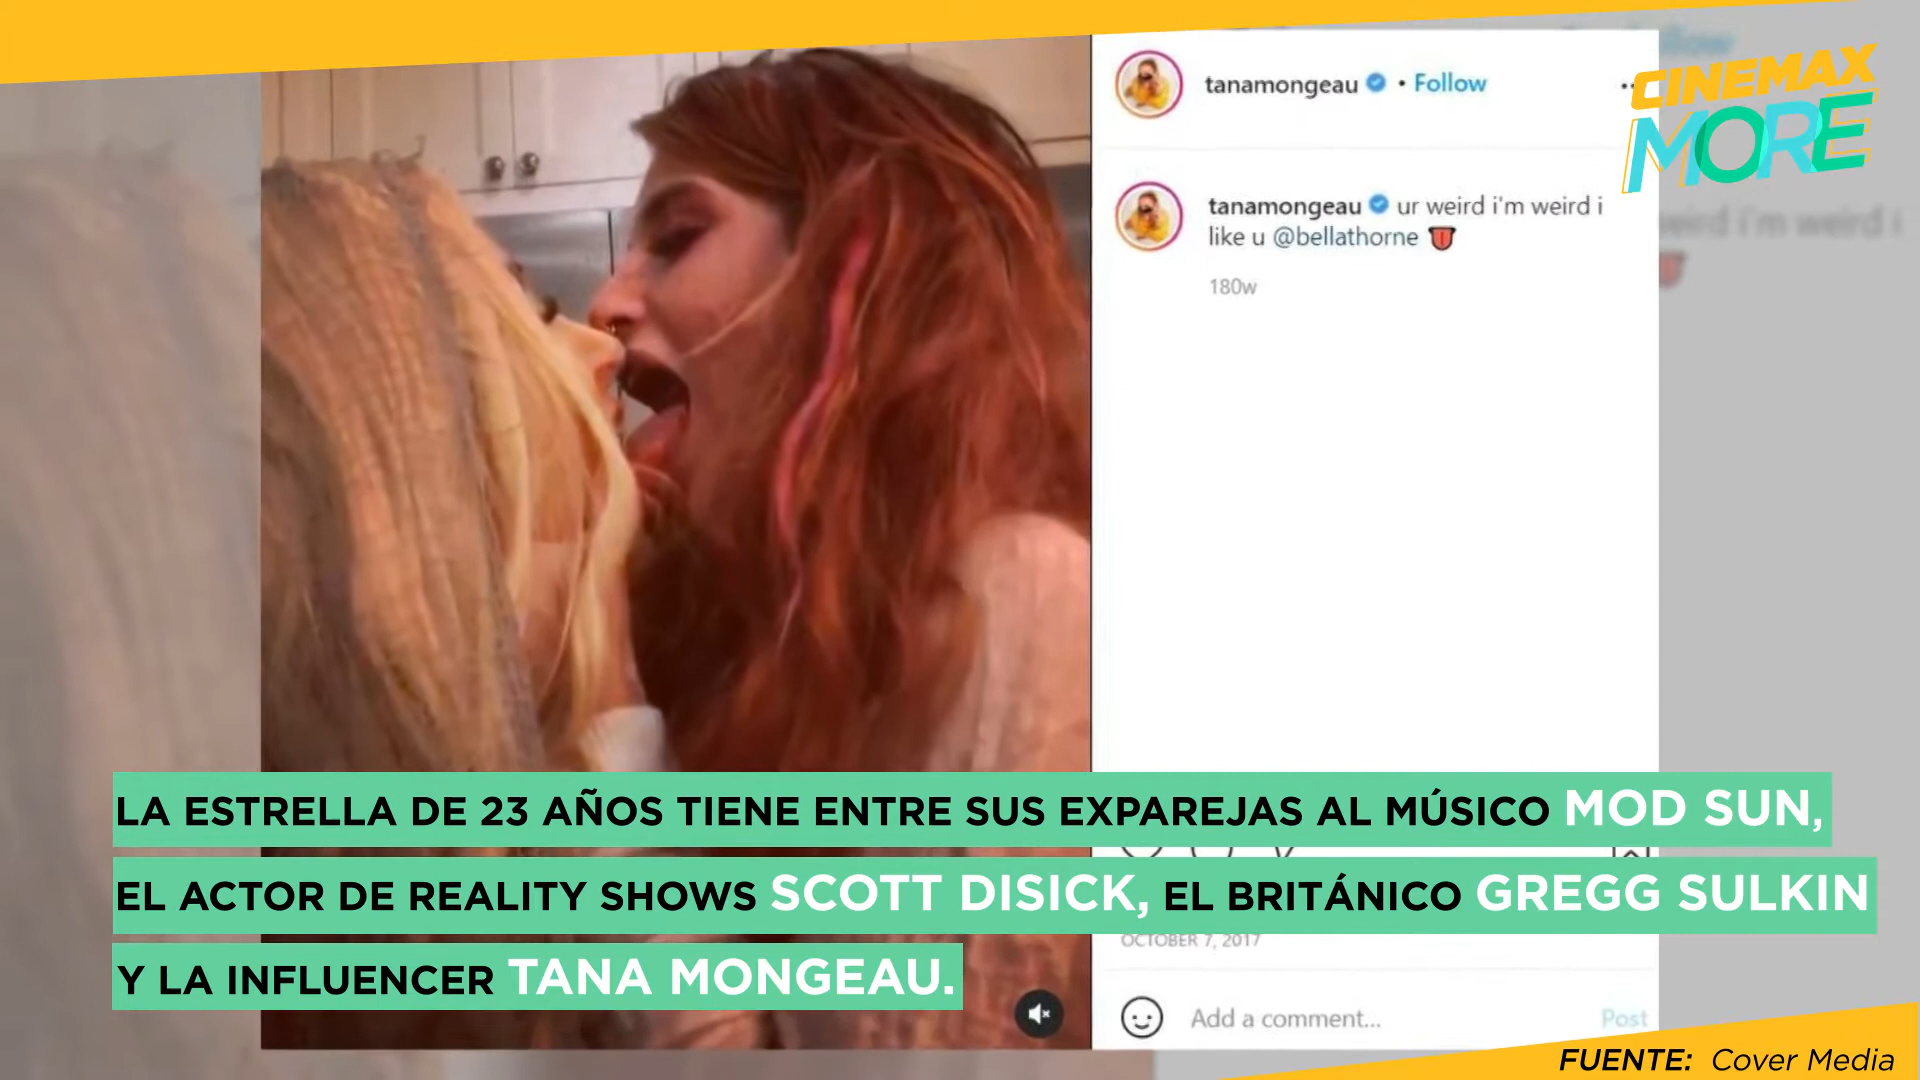 CINEMAX
MORE
tanamongeau • Follow
tanamongeau ur weird i'm weird i
like u @bellathorne
180w
LA ESTRELLA DE 23 AÑOS TIENE ENTRE SUS EXPAREJAS AL MÚSICO MOD SUN,
EL ACTOR DE REALITY SHOWS SCOTT DISICK, EL BRITÁNICO GREGG SULKIN
Y LA INFLUENCER TANA MONGEAU.
OCTOBER 7, 2017
Add a comment... Post
FUENTE: Cover Media